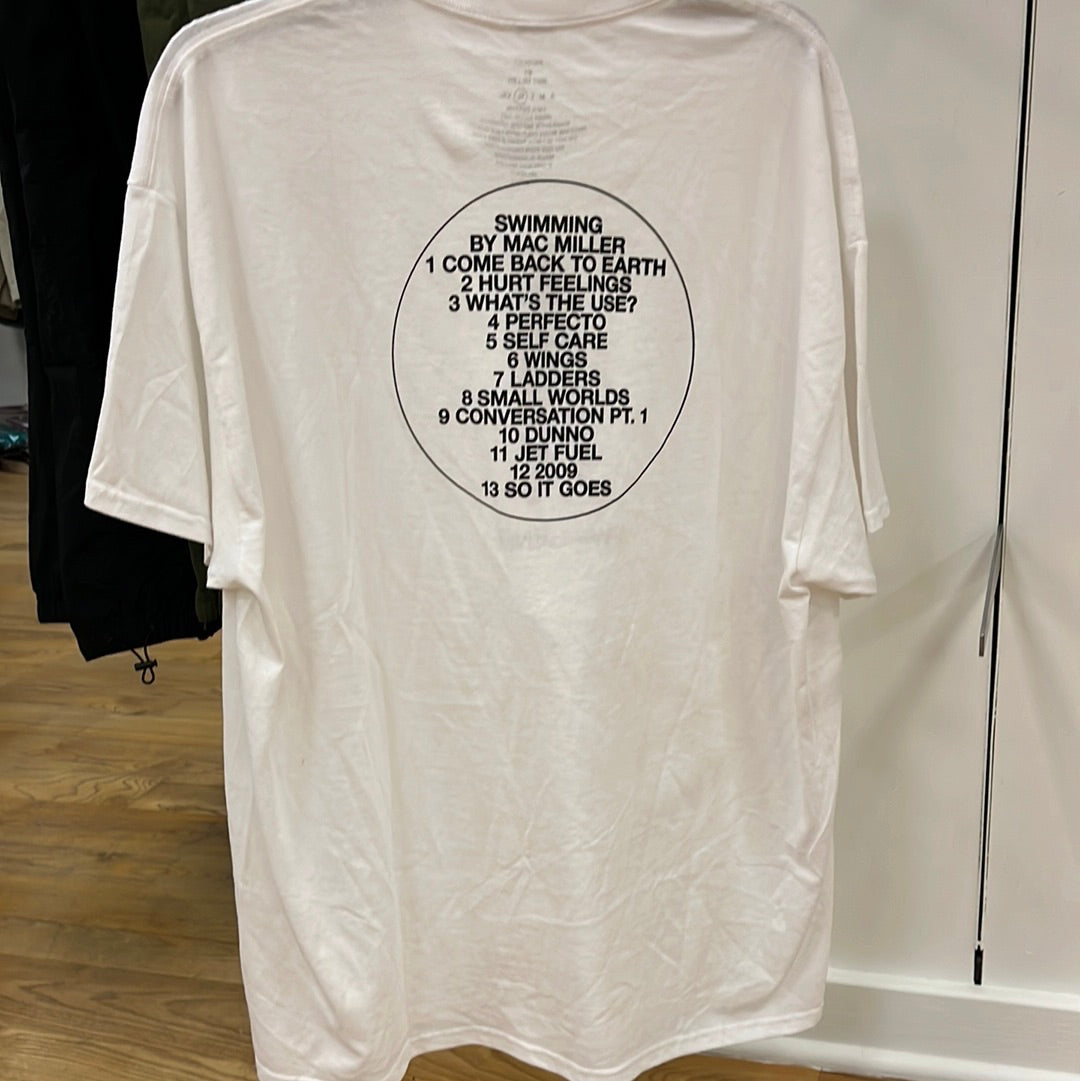 SWIMMING
BY MAC MILLER
1 COME BACK TO EARTH
2 HURT FEELINGS
3 WHAT'S THE USE?
4 PERFECTO
5 SELF CARE
6 WINGS
7 LADDERS
8 SMALL WORLDS
9 CONVERSATION PT. 1
10 DUNNO
11 JET FUEL
12 2009
13 SO IT GOES